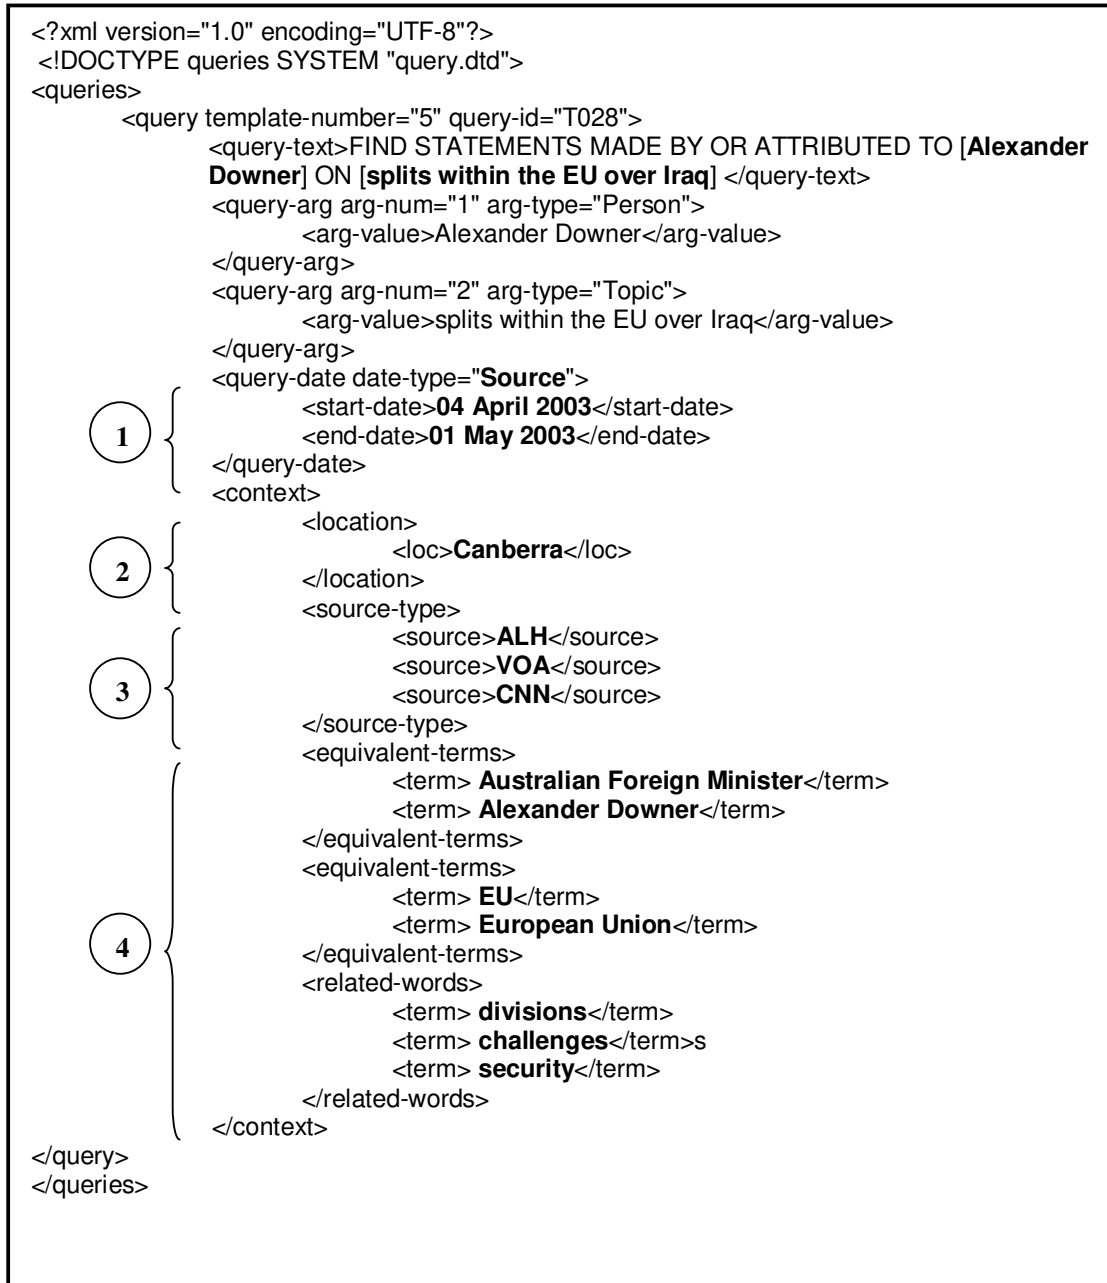 <?xml version="1.0" encoding="UTF-8"?>
<!DOCTYPE queries SYSTEM "query.dtd">
<queries>
<query template-number="5" query-id="T028">
<query-text>FIND STATEMENTS MADE BY OR ATTRIBUTED TO [Alexander
Downer] ON [splits within the EU over Iraq] </query-text>
<query-arg arg-num="1" arg-type="Person">
<arg-value>Alexander Downer</arg-value>
</query-arg>
<query-arg arg-num="2" arg-type="Topic">
<arg-value>splits within the EU over Iraq</arg-value>
</query-arg>
<query-date date-type="Source">
<start-date>04 April 2003</start-date>
1
<end-date>01 May 2003</end-date>
</query-date>
<context>
<location>
<loc>Canberra</loc>
2
</location>
<source-type>
<source>ALH</source>
<source>VOA</source>
3
<source>CNN</source>
</source-type>
<equivalent-terms>
<term> Australian Foreign Minister</term>
<term> Alexander Downer</term>
</equivalent-terms>
<equivalent-terms>
<term> EU</term>
<term> European Union</term>
4
</equivalent-terms>
<related-words>
<term> divisions</term>
<term> challenges</term>s
<term> security</term>
</related-words>
</context>
</query>
</queries>